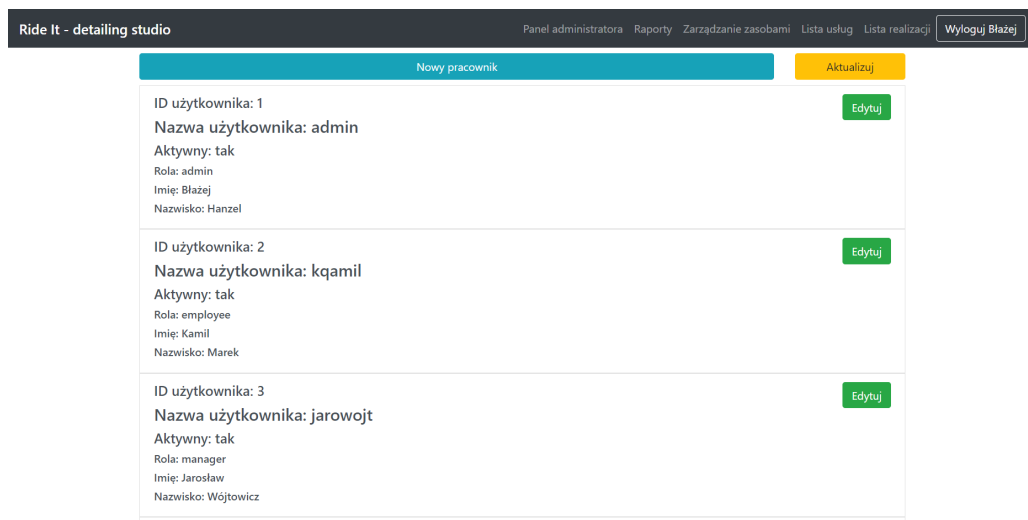 Ride It - detailing studio
Panel administratora Raporty Zarządzanie zasobami Lista usług Lista realizacji Wyloguj Błażej
Nowy pracownik Aktualizuj
ID użytkownika: 1 Edytuj
Nazwa użytkownika: admin
Aktywny: tak
Rola: admin
Imię: Błażej
Nazwisko: Hanzel
ID użytkownika: 2 Edytuj
Nazwa użytkownika: kqamil
Aktywny: tak
Rola: employee
Imię: Kamil
Nazwisko: Marek
ID użytkownika: 3 Edytuj
Nazwa użytkownika: jarowojt
Aktywny: tak
Rola: manager
Imię: Jarosław
Nazwisko: Wójtowicz